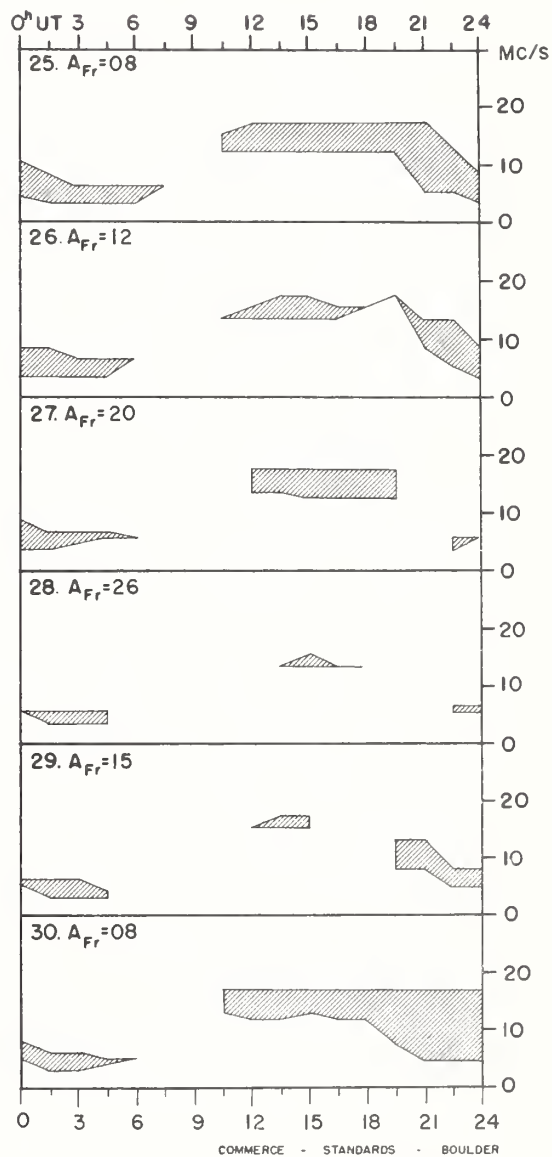 0ʰ UT 3 6 9 12 15 18 21 24
MC/S
25. A_Fr=08
20
10
0
26. A_Fr=12
20
10
0
27. A_Fr=20
20
10
0
28. A_Fr=26
20
10
0
29. A_Fr=15
20
10
0
30. A_Fr=08
20
10
0
0 3 6 9 12 15 18 21 24
COMMERCE - STANDARDS - BOULDER